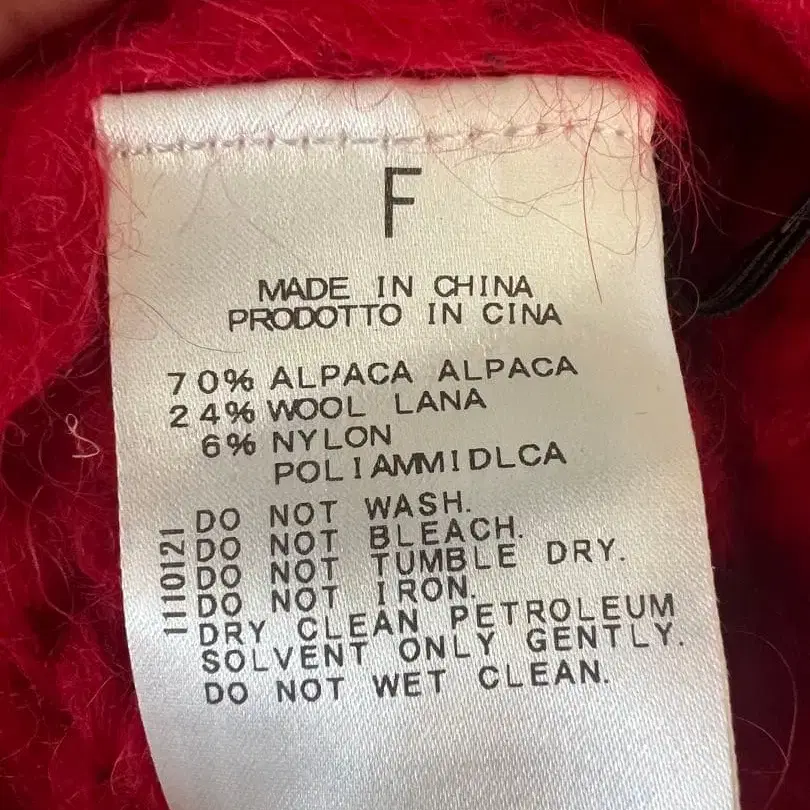 F
MADE IN CHINA
PRODOTTO IN CINA
70% ALPACA ALPACA
24% WOOL LANA
6% NYLON
POLIAMMIDLCA
DO NOT WASH.
DO NOT BLEACH.
DO NOT TUMBLE DRY.
DO NOT IRON.
DRY CLEAN PETROLEUM
SOLVENT ONLY GENTLY.
DO NOT WET CLEAN.
1110121